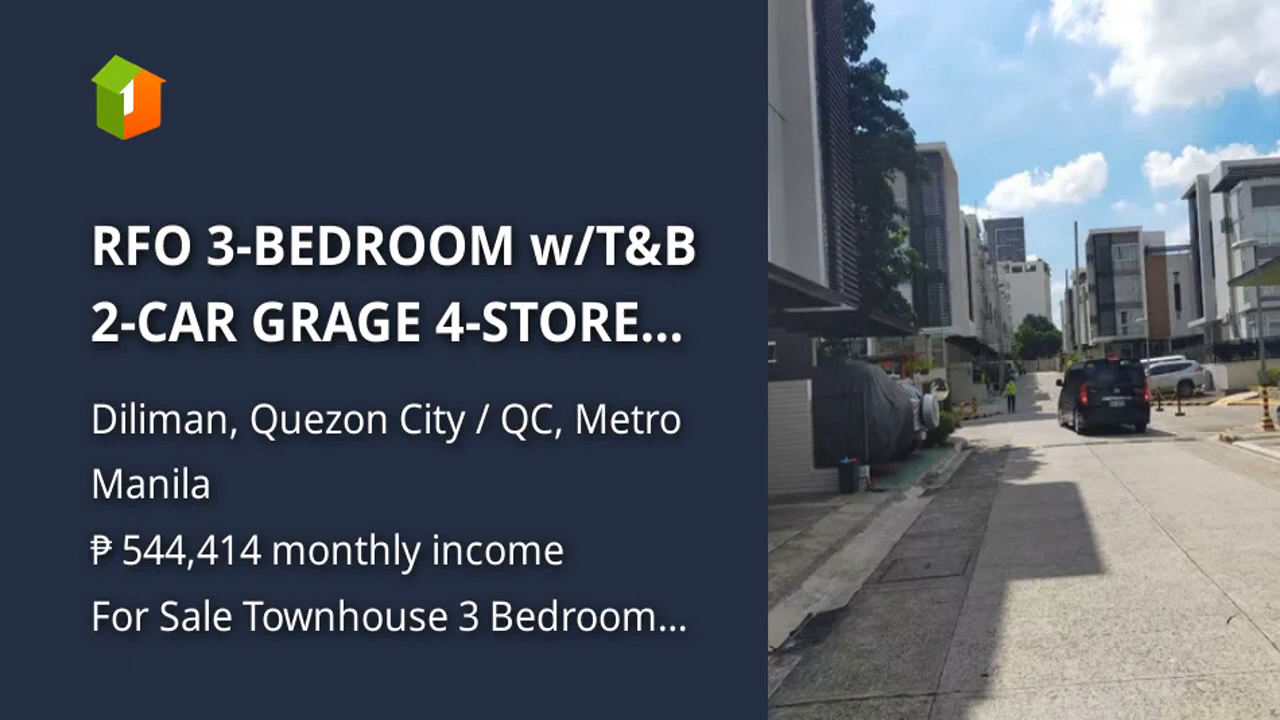 RFO 3-BEDROOM w/T&B
2-CAR GRAGE 4-STORE...
Diliman, Quezon City / QC, Metro
Manila
₱ 544,414 monthly income
For Sale Townhouse 3 Bedroom...